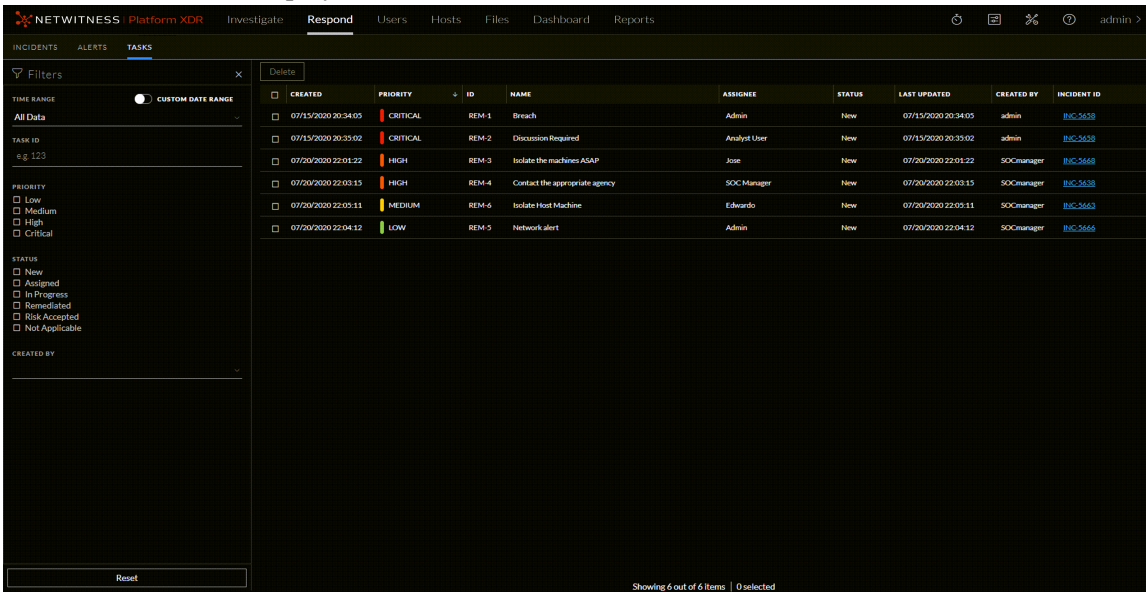 NETWITNESS Platform XDR Investigate Respond Users Hosts Files Dashboard Reports admin >
INCIDENTS ALERTS TASKS
Filters ×
Delete
CREATED PRIORITY ↓ ID NAME ASSIGNEE STATUS LAST UPDATED CREATED BY INCIDENT ID
07/15/2020 20:34:05 CRITICAL REM-1 Breach Admin New 07/15/2020 20:34:05 admin INC-5658
07/15/2020 20:35:02 CRITICAL REM-2 Discussion Required Analyst User New 07/15/2020 20:35:02 admin INC-5658
07/20/2020 22:01:22 HIGH REM-3 Isolate the machines ASAP Jose New 07/20/2020 22:01:22 SOCmanager INC-5668
07/20/2020 22:03:15 HIGH REM-4 Contact the appropriate agency SOC Manager New 07/20/2020 22:03:15 SOCmanager INC-5638
07/20/2020 22:05:11 MEDIUM REM-6 Isolate Host Machine Edwardo New 07/20/2020 22:05:11 SOCmanager INC-5663
07/20/2020 22:04:12 LOW REM-5 Network alert Admin New 07/20/2020 22:04:12 SOCmanager INC-5666
TIME RANGE CUSTOM DATE RANGE
All Data
TASK ID
e.g. 123
PRIORITY
Low
Medium
High
Critical
STATUS
New
Assigned
In Progress
Remediated
Risk Accepted
Not Applicable
CREATED BY
Reset
Showing 6 out of 6 items | 0 selected